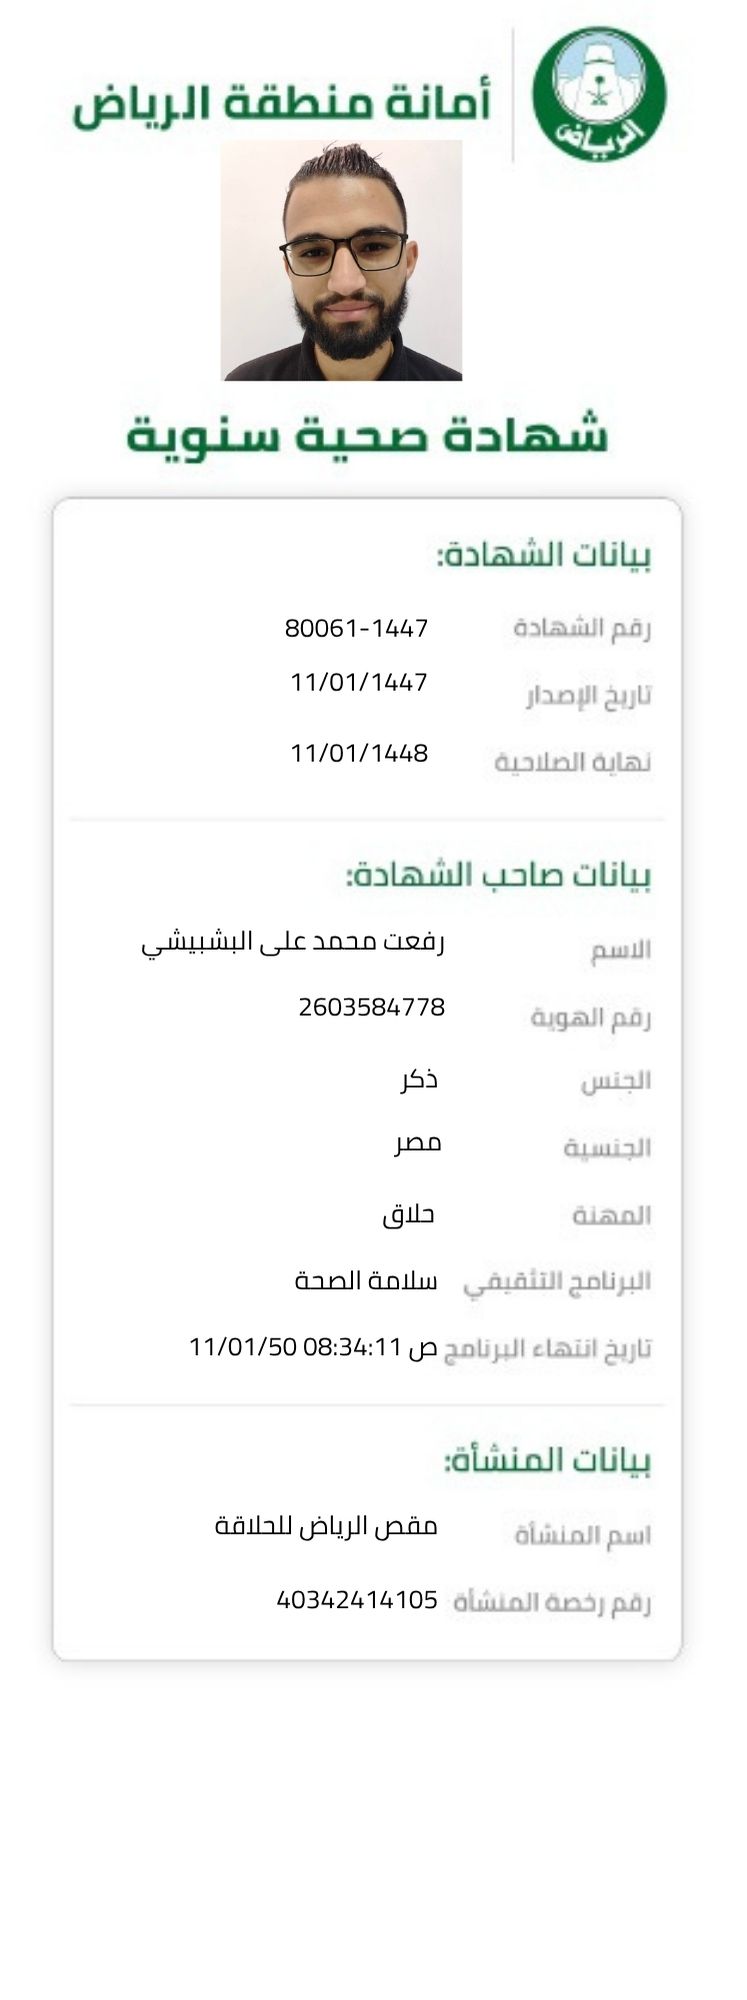 أمانة منطقة الرياض
الرياض
شهادة صحية سنوية
بيانات الشهادة:
رقم الشهادة 80061-1447
تاريخ الإصدار 11/01/1447
نهاية الصلاحية 11/01/1448
بيانات صاحب الشهادة:
الاسم رفعت محمد على البشبيشي
رقم الهوية 2603584778
الجنس ذكر
الجنسية مصر
المهنة حلاق
البرنامج التثقيفي سلامة الصحة
تاريخ انتهاء البرنامج ص 08:34:11 11/01/50
بيانات المنشأة:
اسم المنشأة مقص الرياض للحلاقة
رقم رخصة المنشأة 40342414105